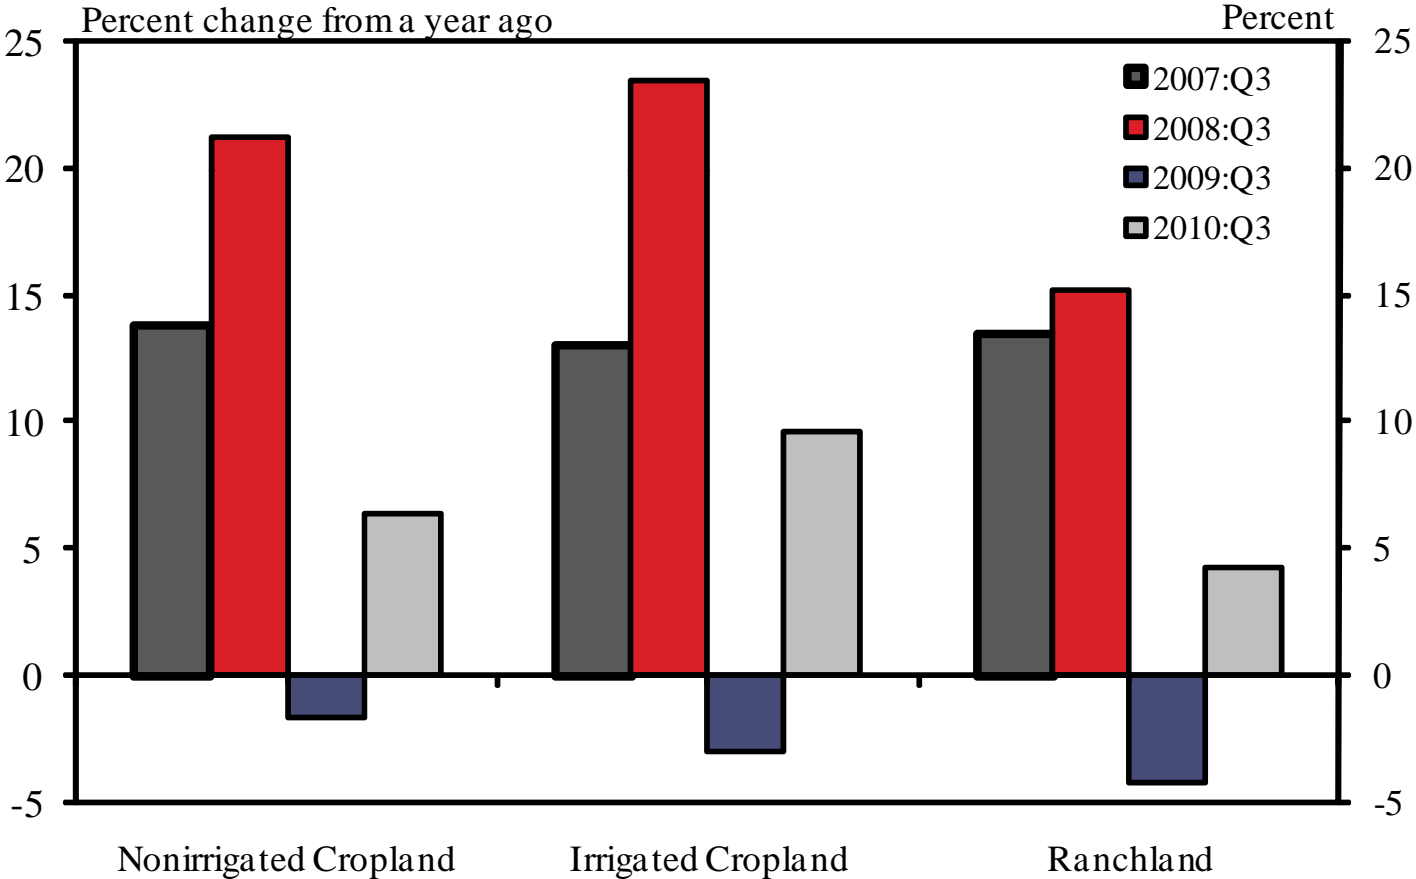 Percent change from a year ago Percent
25 25
2007:Q3
2008:Q3
20 20
2009:Q3
2010:Q3
15 15
10 10
5 5
0 0
-5 -5
Nonirrigated Cropland Irrigated Cropland Ranchland